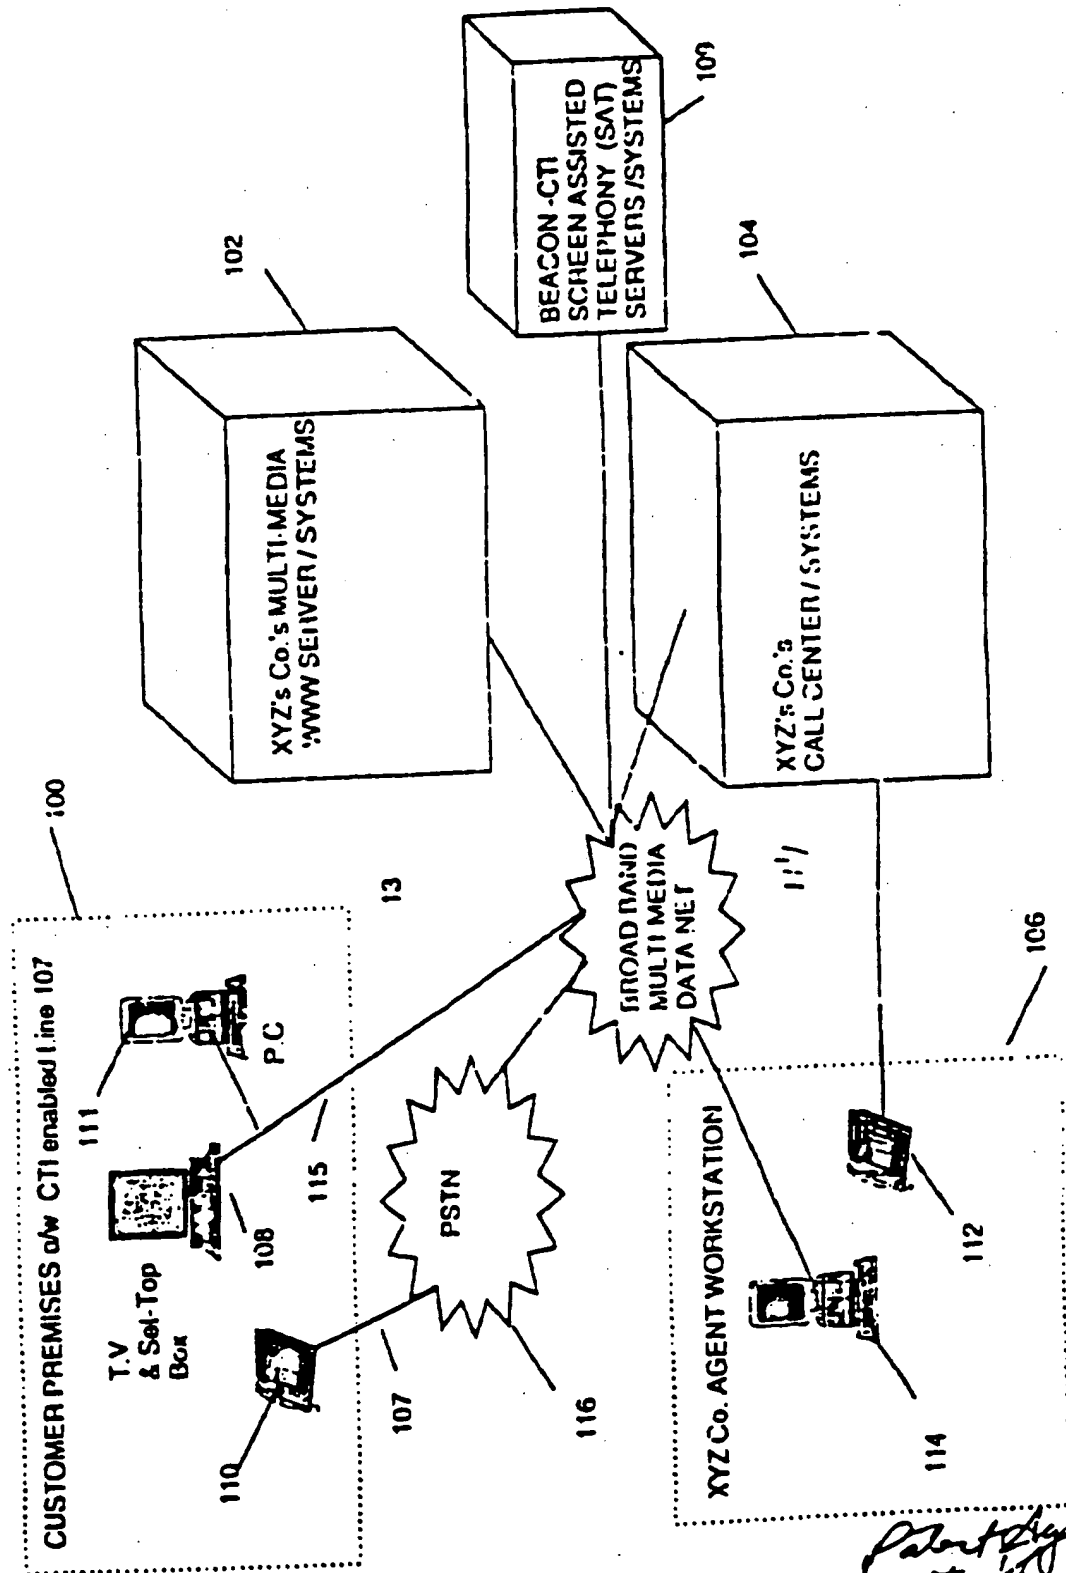 CUSTOMER PREMISES a/w CTI enabled Line 107
100
111
T.V
& Set-Top
Box
P.C
108
110
115
107
13
PSTN
116
BROAD BAND
MULTI MEDIA
DATA NET
XYZ's Co.'s MULTI-MEDIA
WWW SERVER / SYSTEMS
102
BEACON-CTI
SCREEN ASSISTED
TELEPHONY (SAT)
SERVERS/SYSTEMS
109
XYZ's Co.'s
CALL CENTER / SYSTEMS
104
XYZ Co. AGENT WORKSTATION
106
112
114
Patent